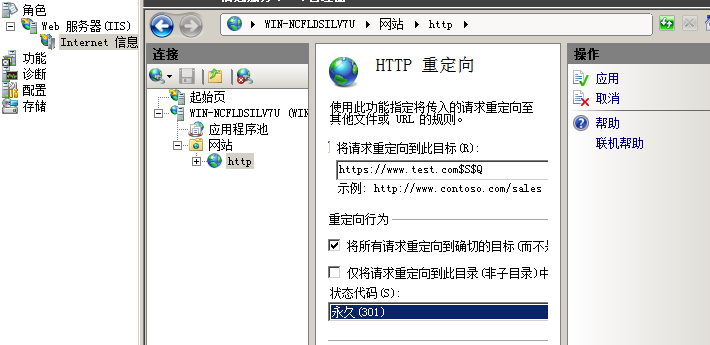 角色
Web 服务器(IIS)
Internet 信息
功能
诊断
配置
存储
WIN-NCFLDSILV7U
网站
http
连接
起始页
WIN-NCFLDSILV7U (WIN
应用程序池
网站
http
HTTP 重定向
使用此功能指定将传入的请求重定向至
其他文件或 URL 的规则。
将请求重定向到此目标(R):
https://www.test.com$S$Q
示例: http://www.contoso.com/sales
重定向行为
将所有请求重定向到确切的目标(而不是
仅将请求重定向到此目录(非子目录)中
状态代码(S):
永久(301)
操作
应用
取消
帮助
联机帮助